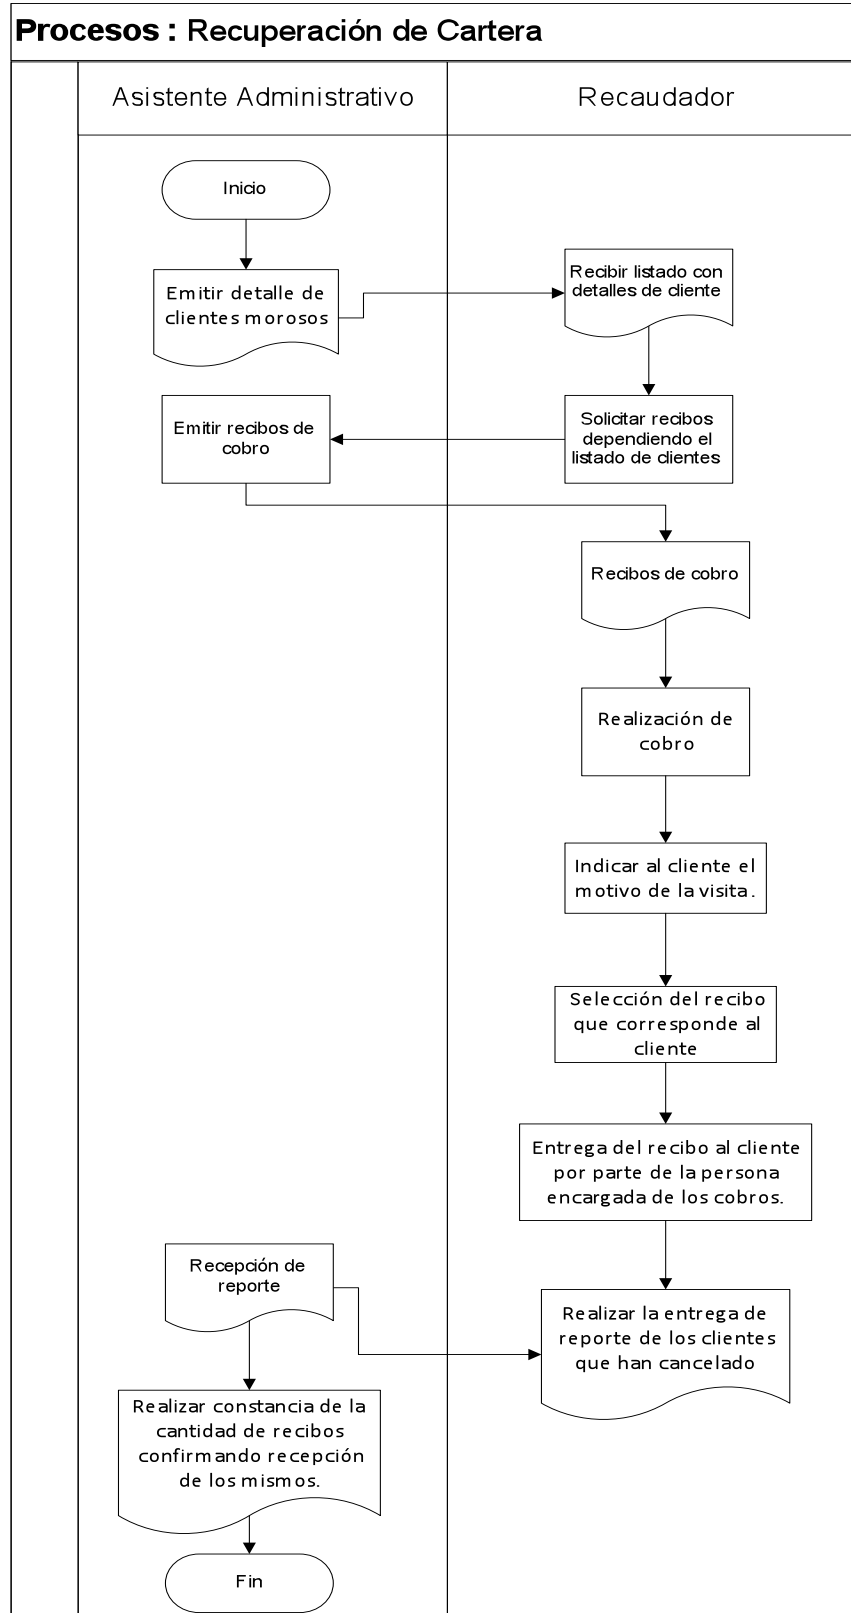 Procesos : Recuperación de Cartera
Asistente Administrativo
Recaudador
Inicio
Emitir detalle de
clientes morosos
Recibir listado con
detalles de cliente
Emitir recibos de
cobro
Solicitar recibos
dependiendo el
listado de clientes
Recibos de cobro
Realización de
cobro
Indicar al cliente el
motivo de la visita.
Selección del recibo
que corresponde al
cliente
Entrega del recibo al cliente
por parte de la persona
encargada de los cobros.
Recepción de
reporte
Realizar la entrega de
reporte de los clientes
que han cancelado
Realizar constancia de la
cantidad de recibos
confirmando recepción
de los mismos.
Fin